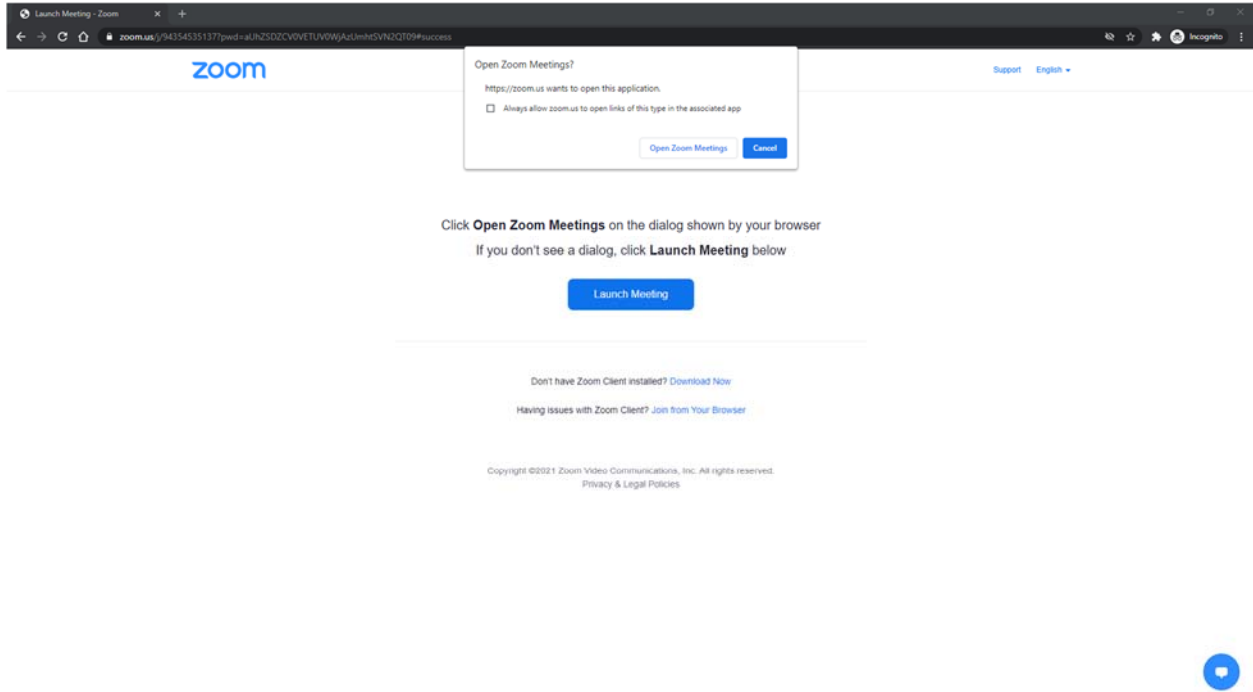 Launch Meeting - Zoom
zoom.us/j/94354535137?pwd=aUhZSDZCV0VETUV0WjAzUmhtSVN2QT09#success
Incognito
zoom
Support English
Open Zoom Meetings?
https://zoom.us wants to open this application.
Always allow zoom.us to open links of this type in the associated app
Open Zoom Meetings Cancel
Click Open Zoom Meetings on the dialog shown by your browser
If you don't see a dialog, click Launch Meeting below
Launch Meeting
Don't have Zoom Client installed? Download Now
Having issues with Zoom Client? Join from Your Browser
Copyright ©2021 Zoom Video Communications, Inc. All rights reserved.
Privacy & Legal Policies